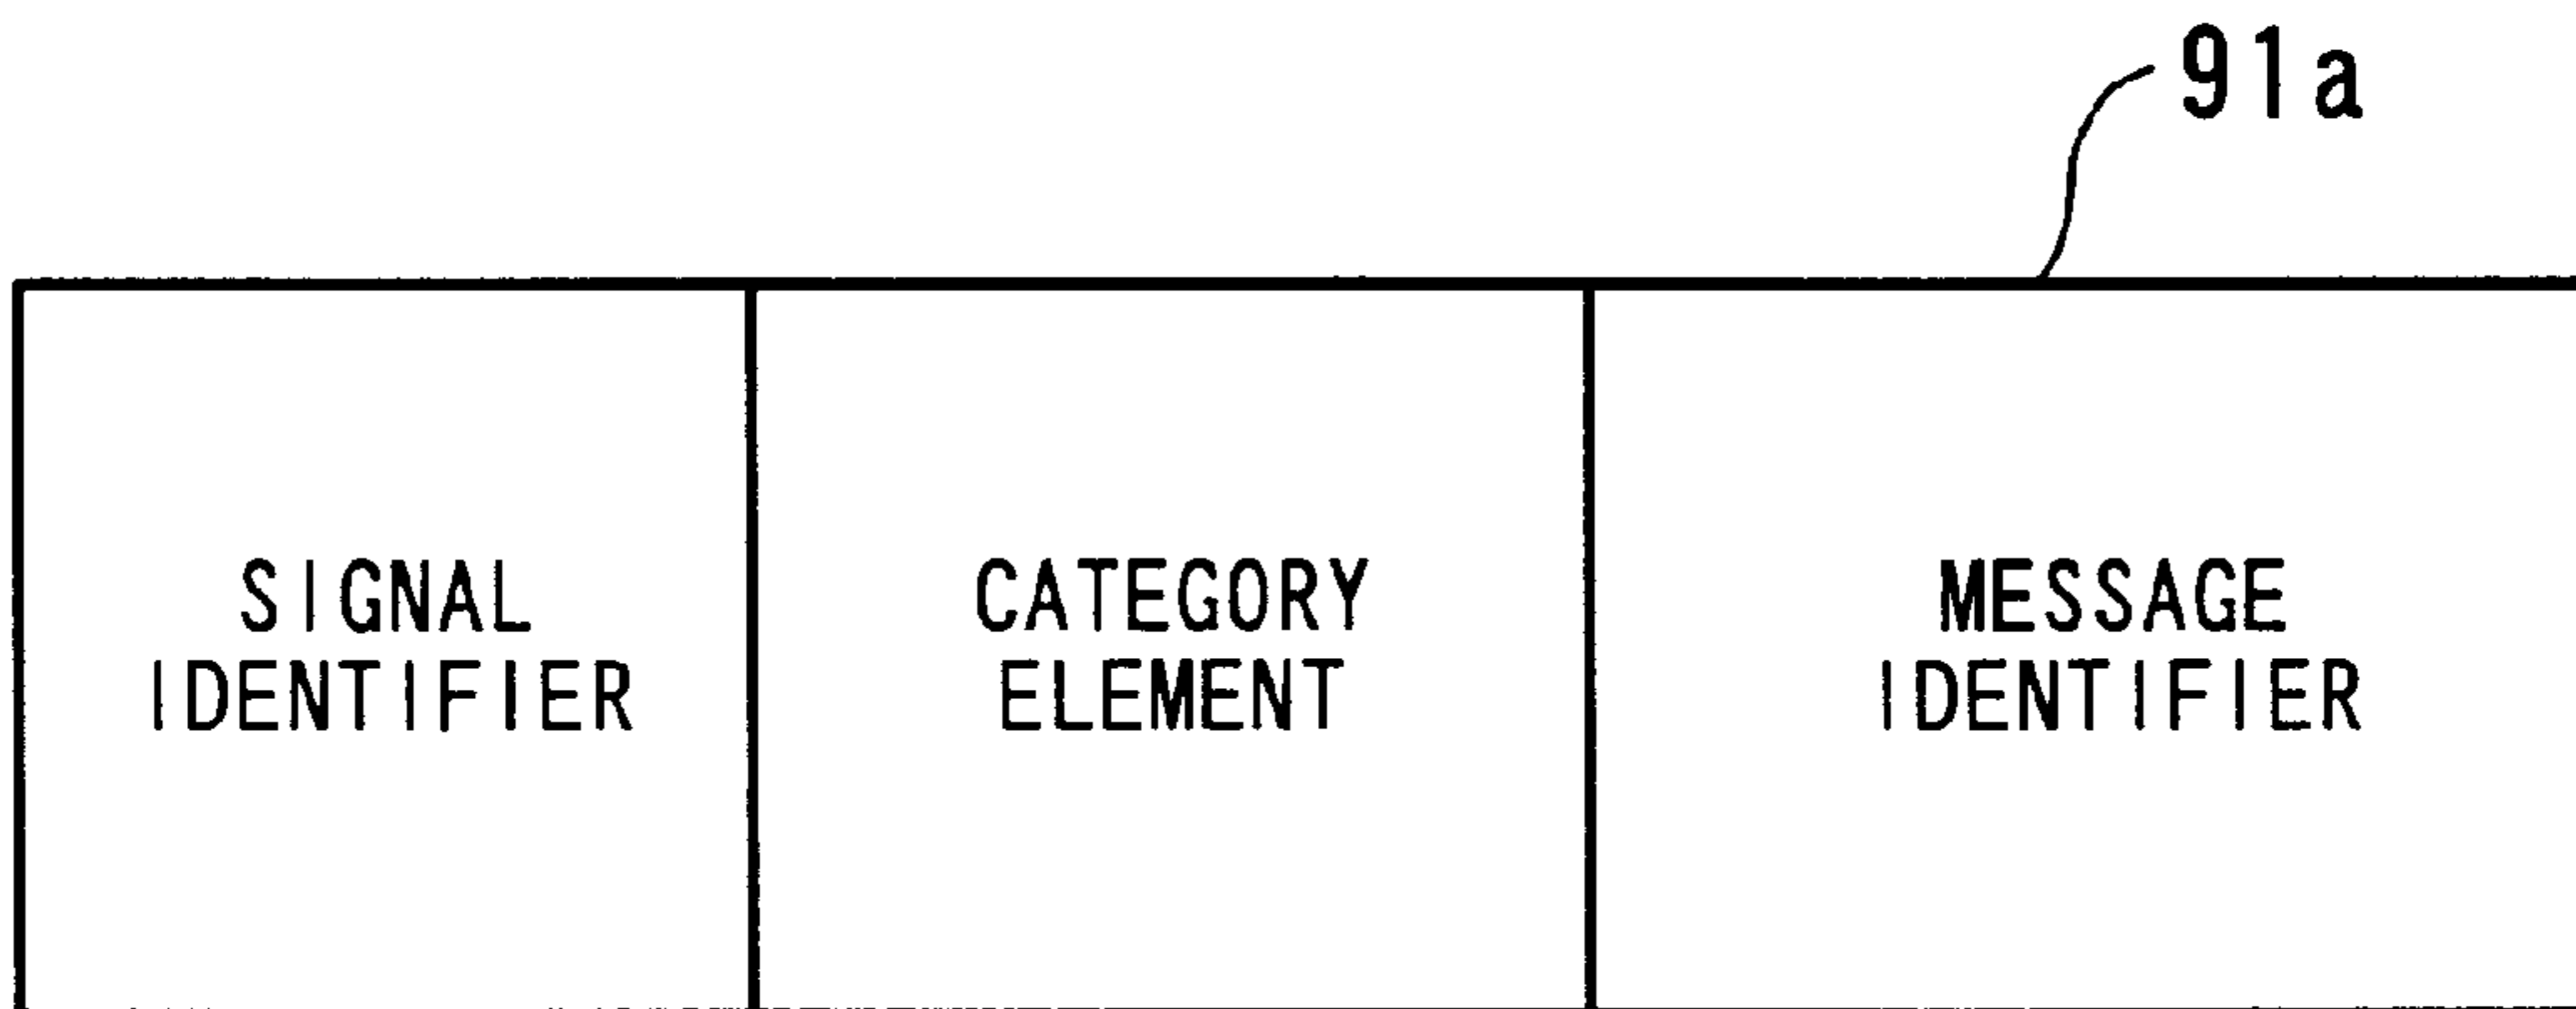 91a
SIGNAL
IDENTIFIER
CATEGORY
ELEMENT
MESSAGE
IDENTIFIER